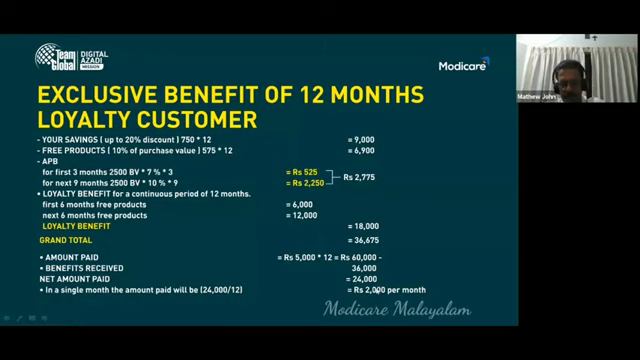 Team Global DIGITAL AZADI MISSION
Modicare
Mathew John
EXCLUSIVE BENEFIT OF 12 MONTHS
LOYALTY CUSTOMER
- YOUR SAVINGS ( up to 20% discount ) 750 * 12 = 9,000
- FREE PRODUCTS (10% of purchase value) 575 * 12 = 6,900
- APB
for first 3 months 2500 BV * 7 % * 3 = Rs 525
Rs 2,775
for next 9 months 2500 BV * 10 % * 9 = Rs 2,250
• LOYALTY BENEFIT for a continuous period of 12 months.
first 6 months free products = 6,000
next 6 months free products = 12,000
LOYALTY BENEFIT = 18,000
GRAND TOTAL = 36,675
• AMOUNT PAID = Rs 5,000 * 12 = Rs 60,000 -
• BENEFITS RECEIVED 36,000
NET AMOUNT PAID = 24,000
• In a single month the amount paid will be (24,000/12) = Rs 2,000 per month
Modicare Malayalam